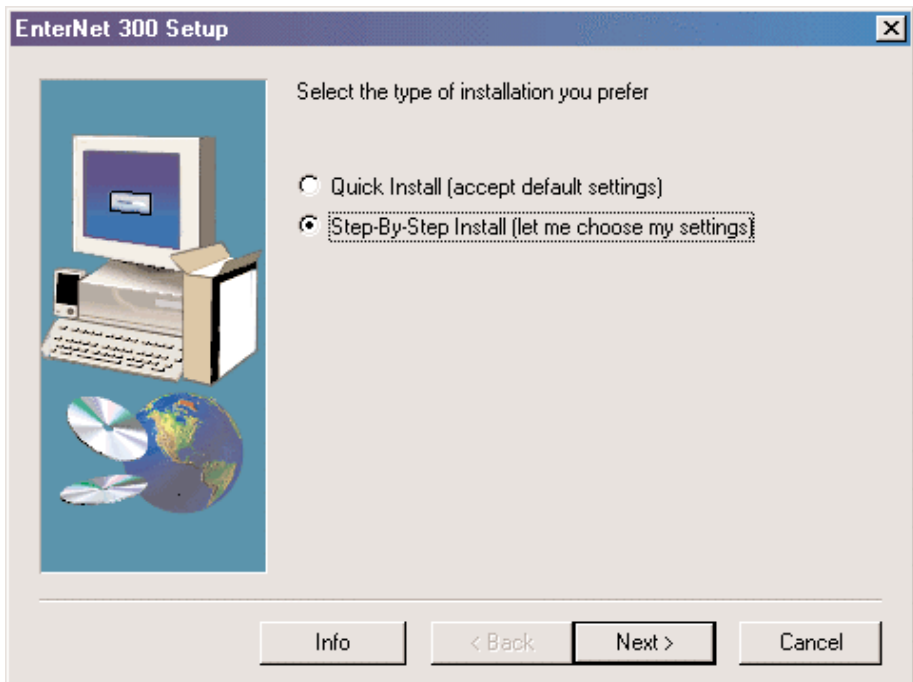 EnterNet 300 Setup
Select the type of installation you prefer
Quick Install (accept default settings)
Step-By-Step Install (let me choose my settings)
Info
< Back
Next >
Cancel